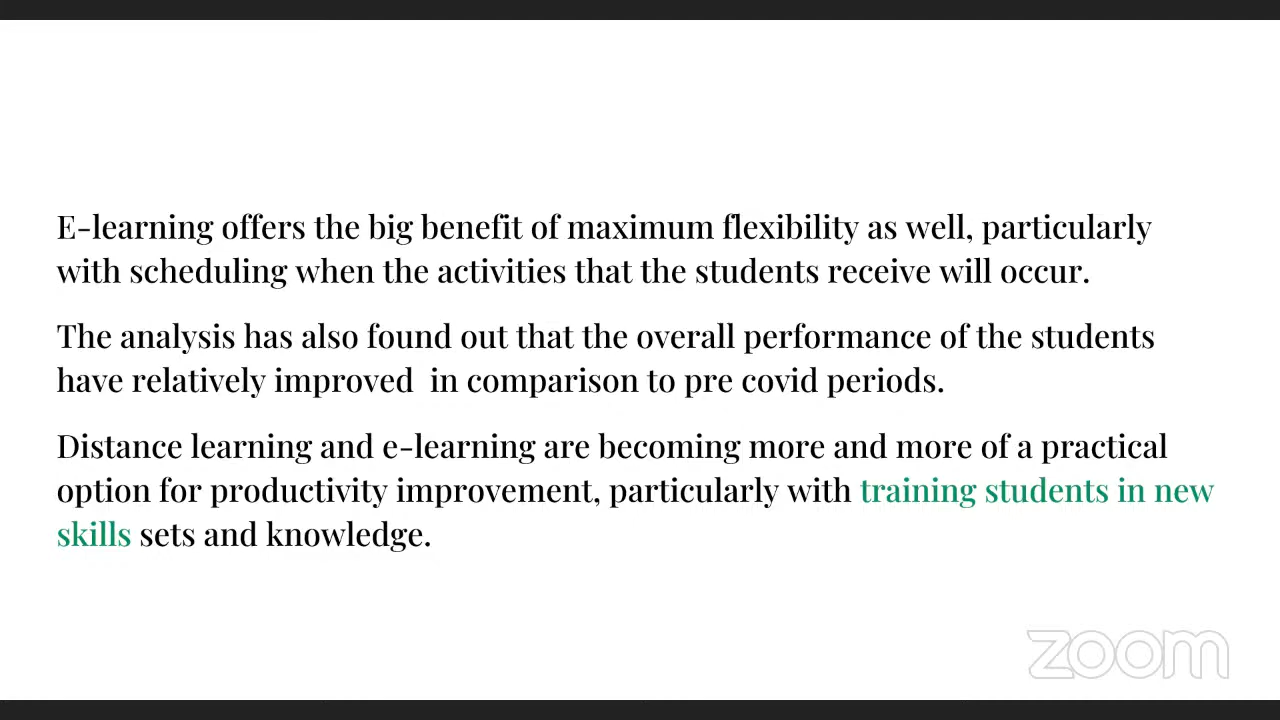 E-learning offers the big benefit of maximum flexibility as well, particularly
with scheduling when the activities that the students receive will occur.
The analysis has also found out that the overall performance of the students
have relatively improved  in comparison to pre covid periods.
Distance learning and e-learning are becoming more and more of a practical
option for productivity improvement, particularly with training students in new
skills sets and knowledge.
zoom